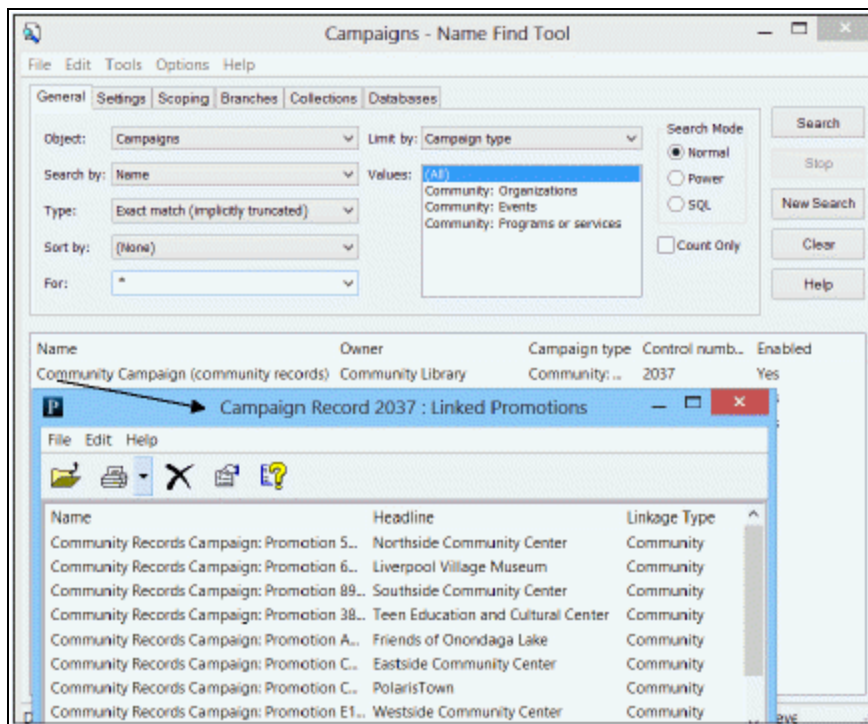 Campaigns - Name Find Tool
File Edit Tools Options Help
General Settings Scoping Branches Collections Databases
Object: Campaigns Limit by: Campaign type Search Mode Search
Normal
Search by: Name Values: (All) Power Stop
Community: Organizations
Community: Events
Type: Exact match (implicitly truncated) Community: Programs or services SQL New Search
Sort by: (None) Count Only Clear
For: * Help
Name Owner Campaign type Control numb... Enabled
Community Campaign (community records) Community Library Community: ... 2037 Yes
Campaign Record 2037 : Linked Promotions
File Edit Help
Name Headline Linkage Type
Community Records Campaign: Promotion 5... Northside Community Center Community
Community Records Campaign: Promotion 6... Liverpool Village Museum Community
Community Records Campaign: Promotion 89... Southside Community Center Community
Community Records Campaign: Promotion 38... Teen Education and Cultural Center Community
Community Records Campaign: Promotion A... Friends of Onondaga Lake Community
Community Records Campaign: Promotion C... Eastside Community Center Community
Community Records Campaign: Promotion C... PolarisTown Community
Community Records Campaign: Promotion E1... Westside Community Center Community